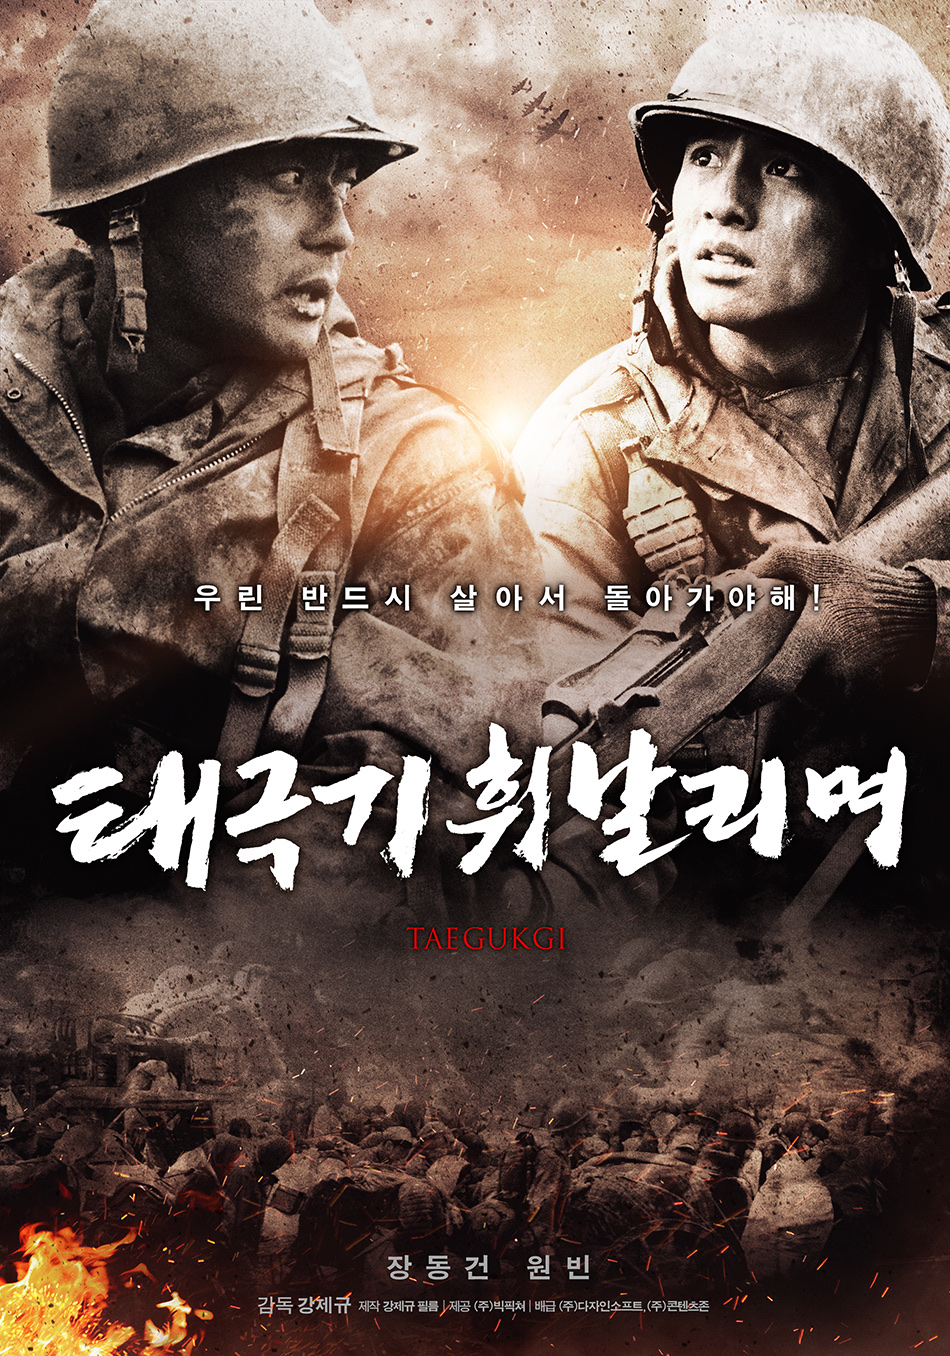 우린 반드시 살아서 돌아가야해!
태극기 휘날리며
TAEGUKGI
장동건 원빈
감독 강제규 제작 강제규 필름 | 제공 (주)빅픽쳐 | 배급 (주)다자인소프트, (주)콘텐츠존